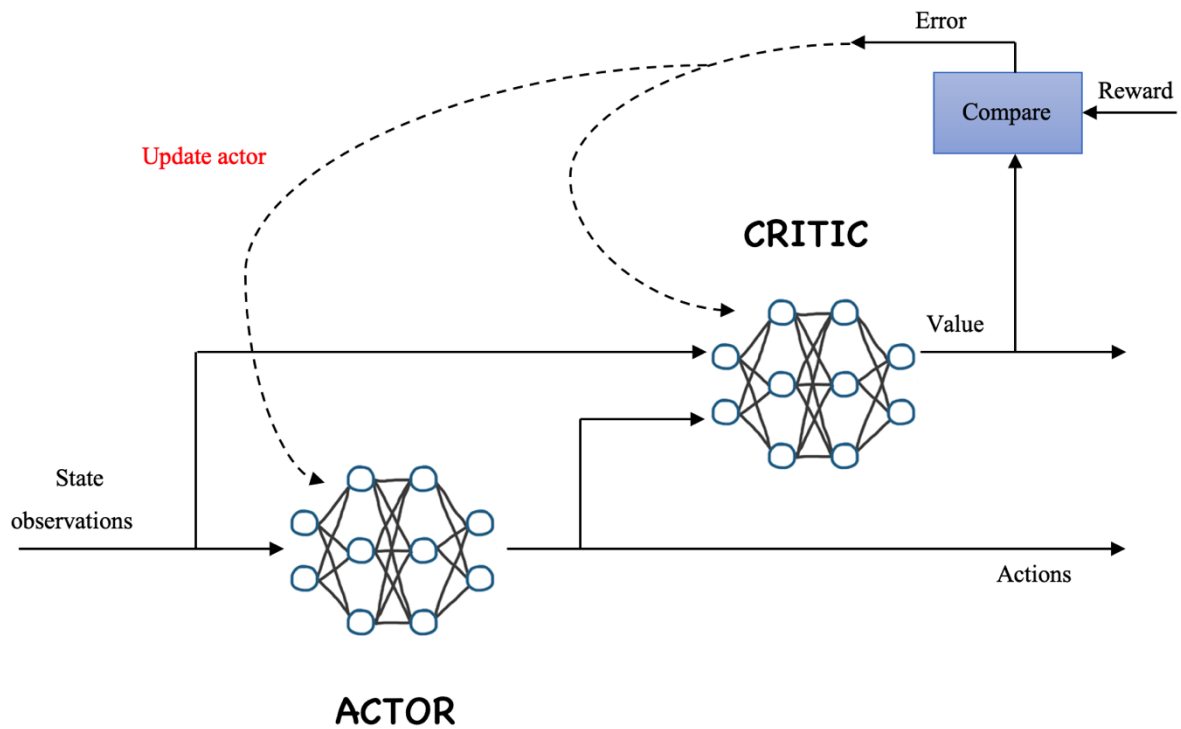 Error
Reward
Compare
Update actor
CRITIC
Value
State
observations
Actions
ACTOR